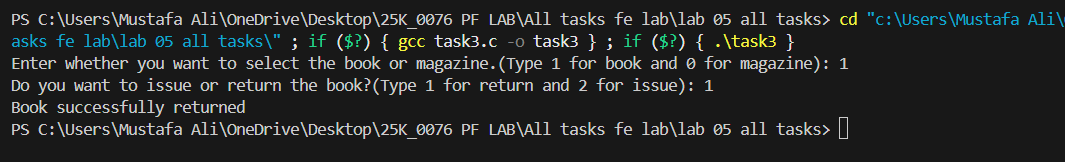 PS C:\Users\Mustafa Ali\OneDrive\Desktop\25K_0076 PF LAB\All tasks fe lab\lab 05 all tasks> cd "c:\Users\Mustafa Ali\
asks fe lab\lab 05 all tasks\" ; if ($?) { gcc task3.c -o task3 } ; if ($?) { .\task3 }
Enter whether you want to select the book or magazine.(Type 1 for book and 0 for magazine): 1
Do you want to issue or return the book?(Type 1 for return and 2 for issue): 1
Book successfully returned
PS C:\Users\Mustafa Ali\OneDrive\Desktop\25K_0076 PF LAB\All tasks fe lab\lab 05 all tasks>